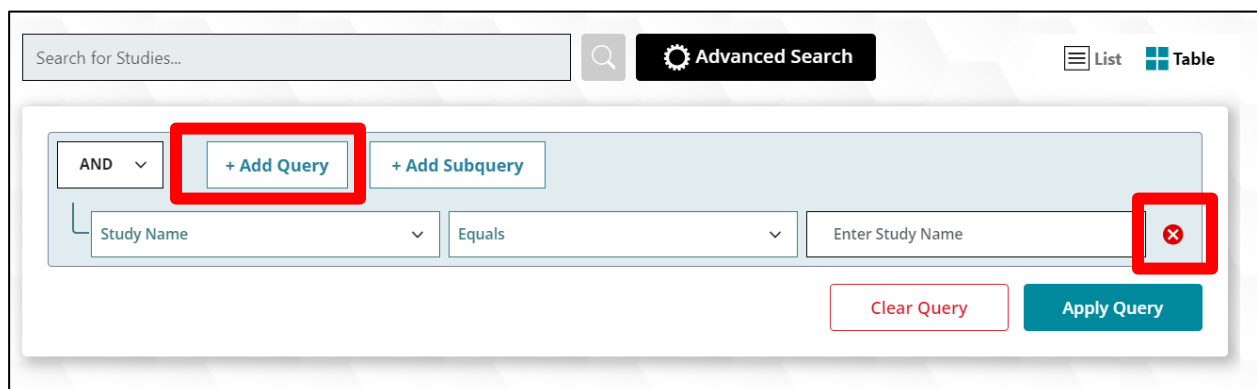 Search for Studies...
Advanced Search
List
Table
AND
+ Add Query
+ Add Subquery
Study Name
Equals
Enter Study Name
Clear Query
Apply Query